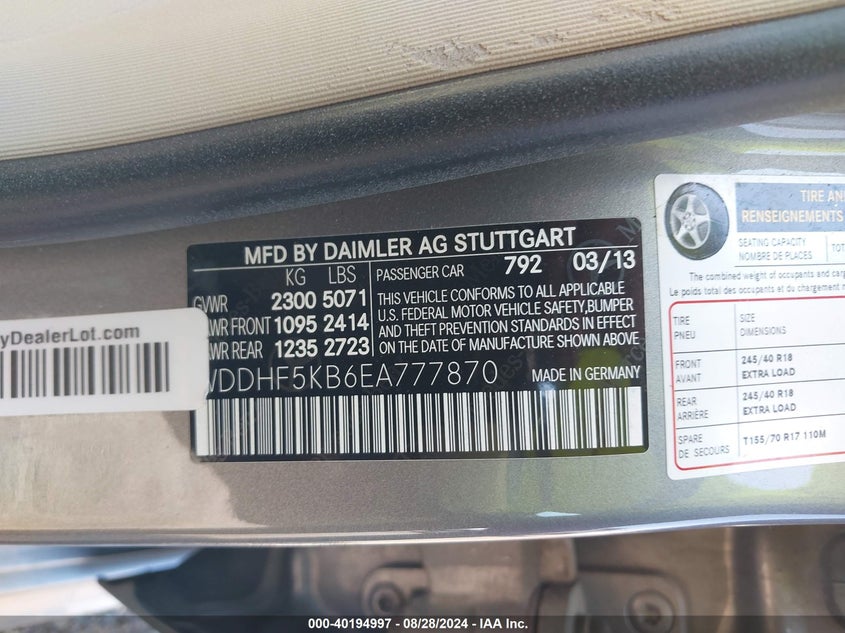 MFD BY DAIMLER AG STUTTGART
KG LBS
GVWR 2300 5071
WR FRONT 1095 2414
WR REAR 1235 2723
PASSENGER CAR 792 03/13
THIS VEHICLE CONFORMS TO ALL APPLICABLE
U.S. FEDERAL MOTOR VEHICLE SAFETY,BUMPER
AND THEFT PREVENTION STANDARDS IN EFFECT
ON THE DATE OF MANUFACTURE SHOWN ABOVE
WDDHF5KB6EA777870 MADE IN GERMANY
yDealerLot.com
TIRE AN
RENSEIGNEMENTS
SEATING CAPACITY
NOMBRE DE PLACES
TOT
The combined weight of occupants and carg
Le poids total des occupants et du chargement
TIRE
PNEU
SIZE
DIMENSIONS
FRONT
AVANT
245/40 R18
EXTRA LOAD
REAR
ARRIÈRE
245/40 R18
EXTRA LOAD
SPARE
DE SECOURS
T155/70 R17 110M
000-40194997 - 08/28/2024 - IAA Inc.